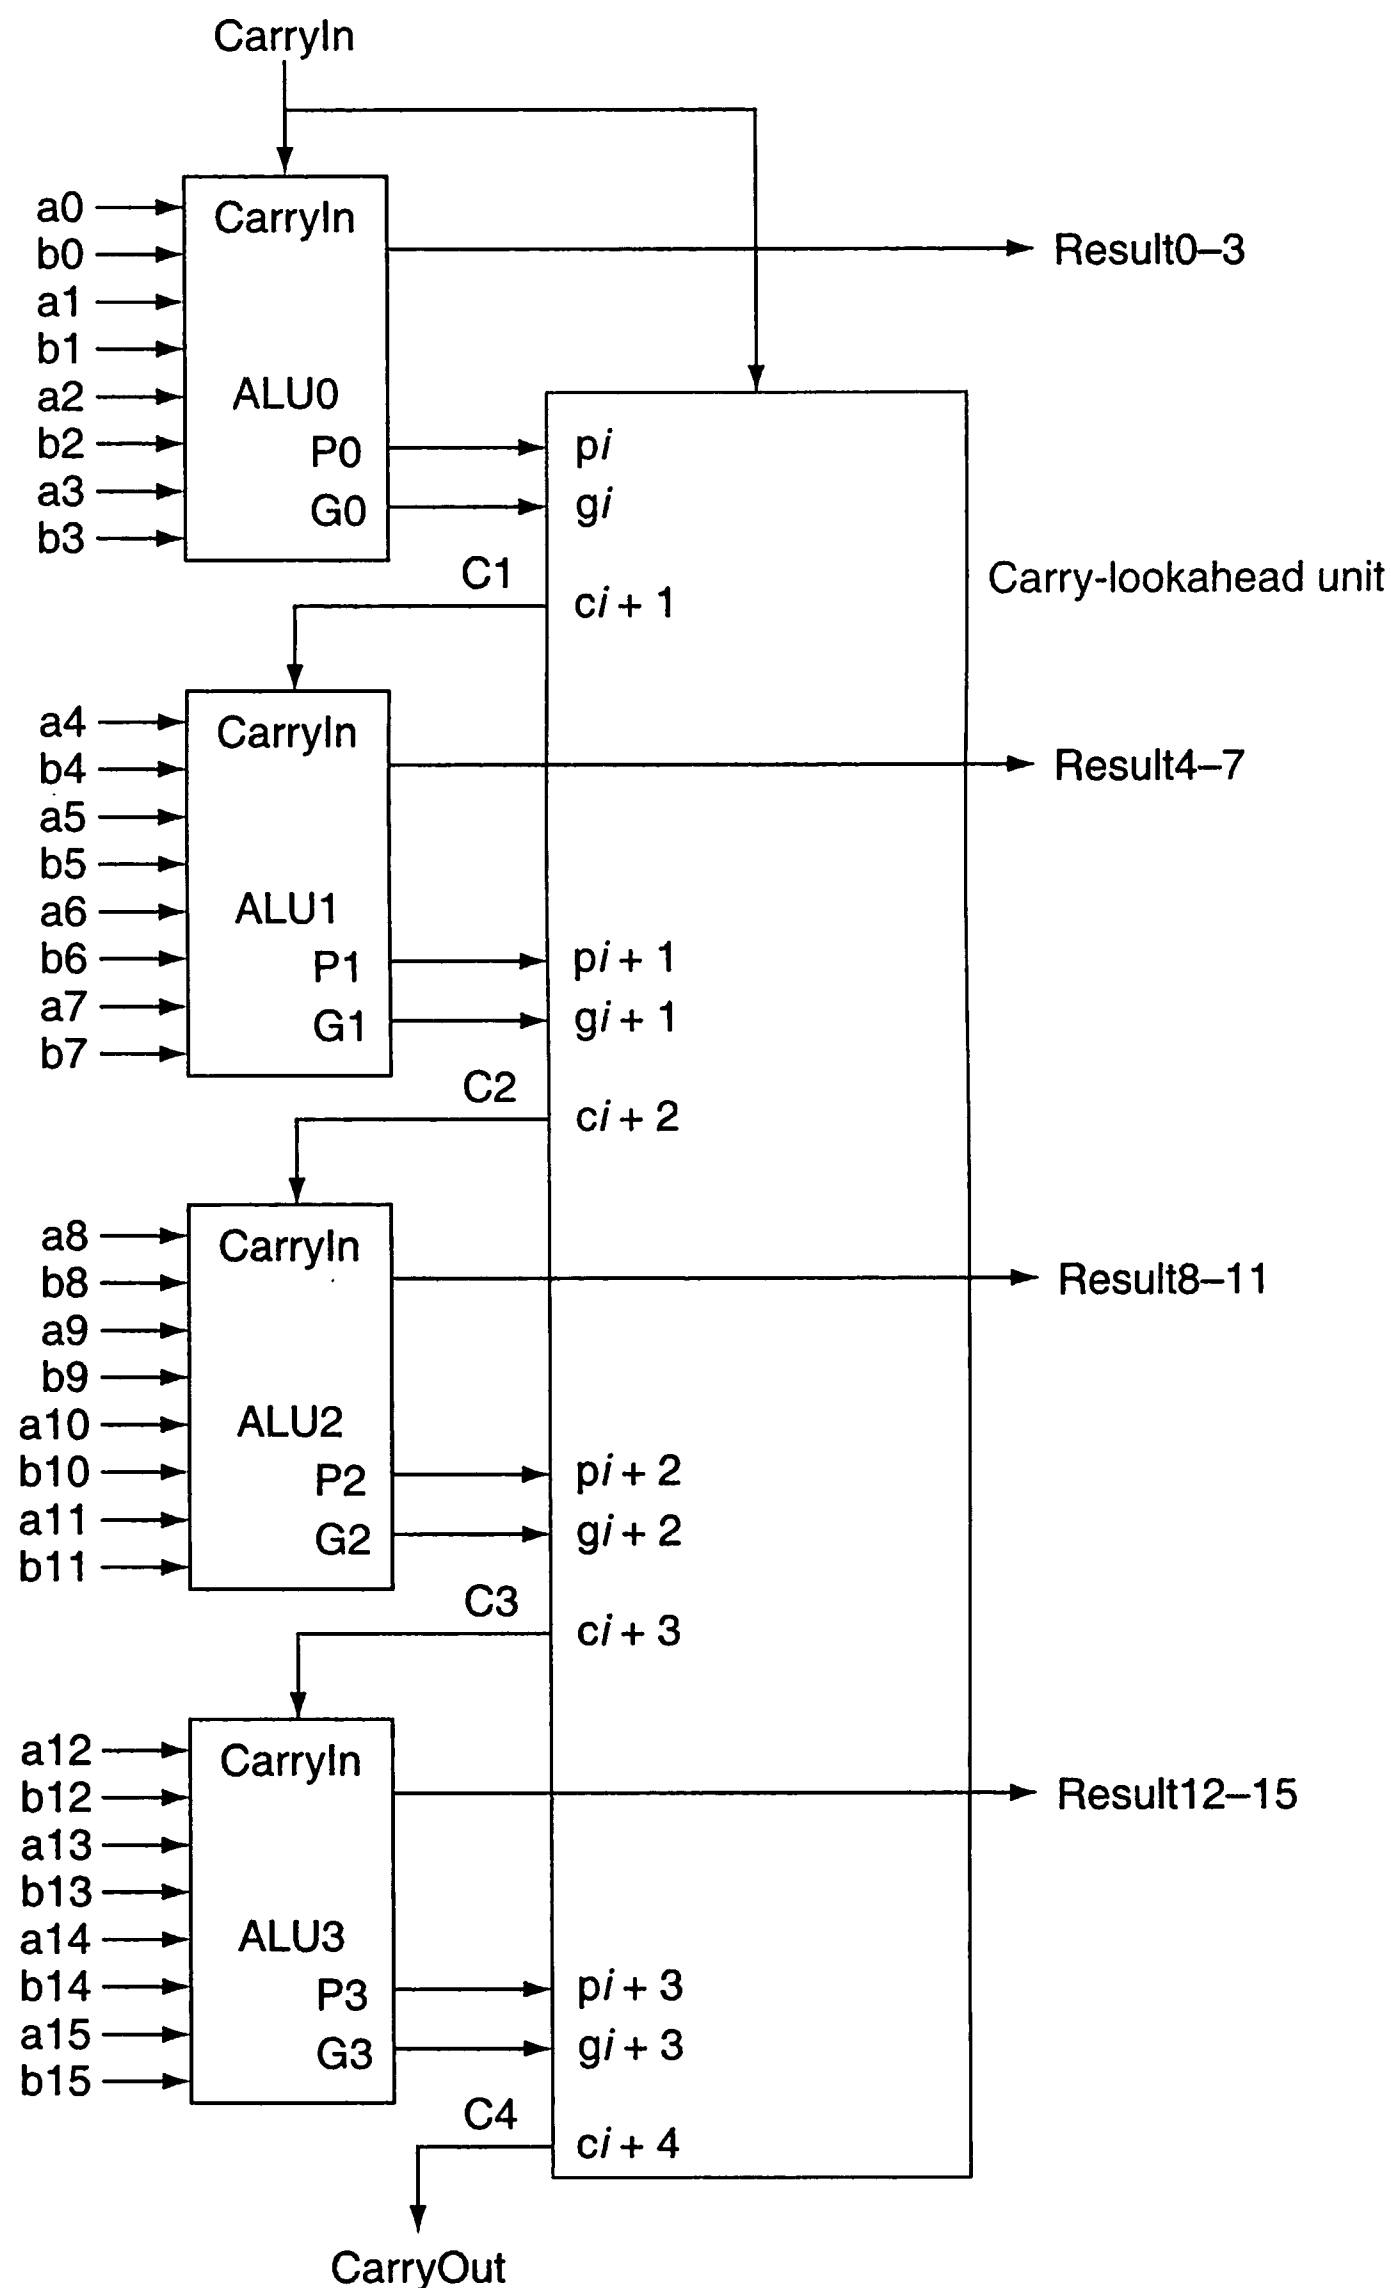 CarryIn
a0
CarryIn
b0
Result0–3
a1
b1
a2
ALU0
b2
P0
pi
a3
G0
gi
b3
C1
ci + 1
Carry-lookahead unit
a4
CarryIn
b4
Result4–7
a5
b5
a6
ALU1
b6
P1
pi + 1
a7
G1
gi + 1
b7
C2
ci + 2
a8
CarryIn
b8
Result8–11
a9
b9
a10
ALU2
b10
P2
pi + 2
a11
G2
gi + 2
b11
C3
ci + 3
a12
CarryIn
b12
Result12–15
a13
b13
a14
ALU3
b14
P3
pi + 3
a15
G3
gi + 3
b15
C4
ci + 4
CarryOut